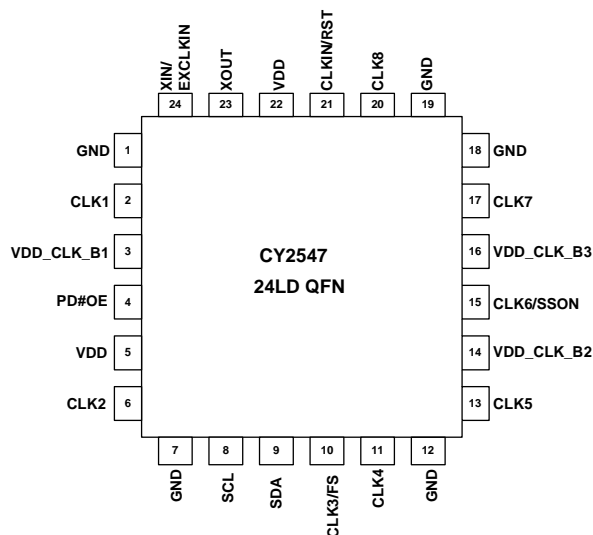 XIN/
EXCLKIN
XOUT
VDD
CLKIN/RST
CLK8
GND
24
23
22
21
20
19
GND
1
18
GND
CLK1
2
17
CLK7
VDD_CLK_B1
3
16
VDD_CLK_B3
CY2547
24LD QFN
PD#OE
4
15
CLK6/SSON
VDD
5
14
VDD_CLK_B2
CLK2
6
13
CLK5
7
8
9
10
11
12
GND
SCL
SDA
CLK3/FS
CLK4
GND